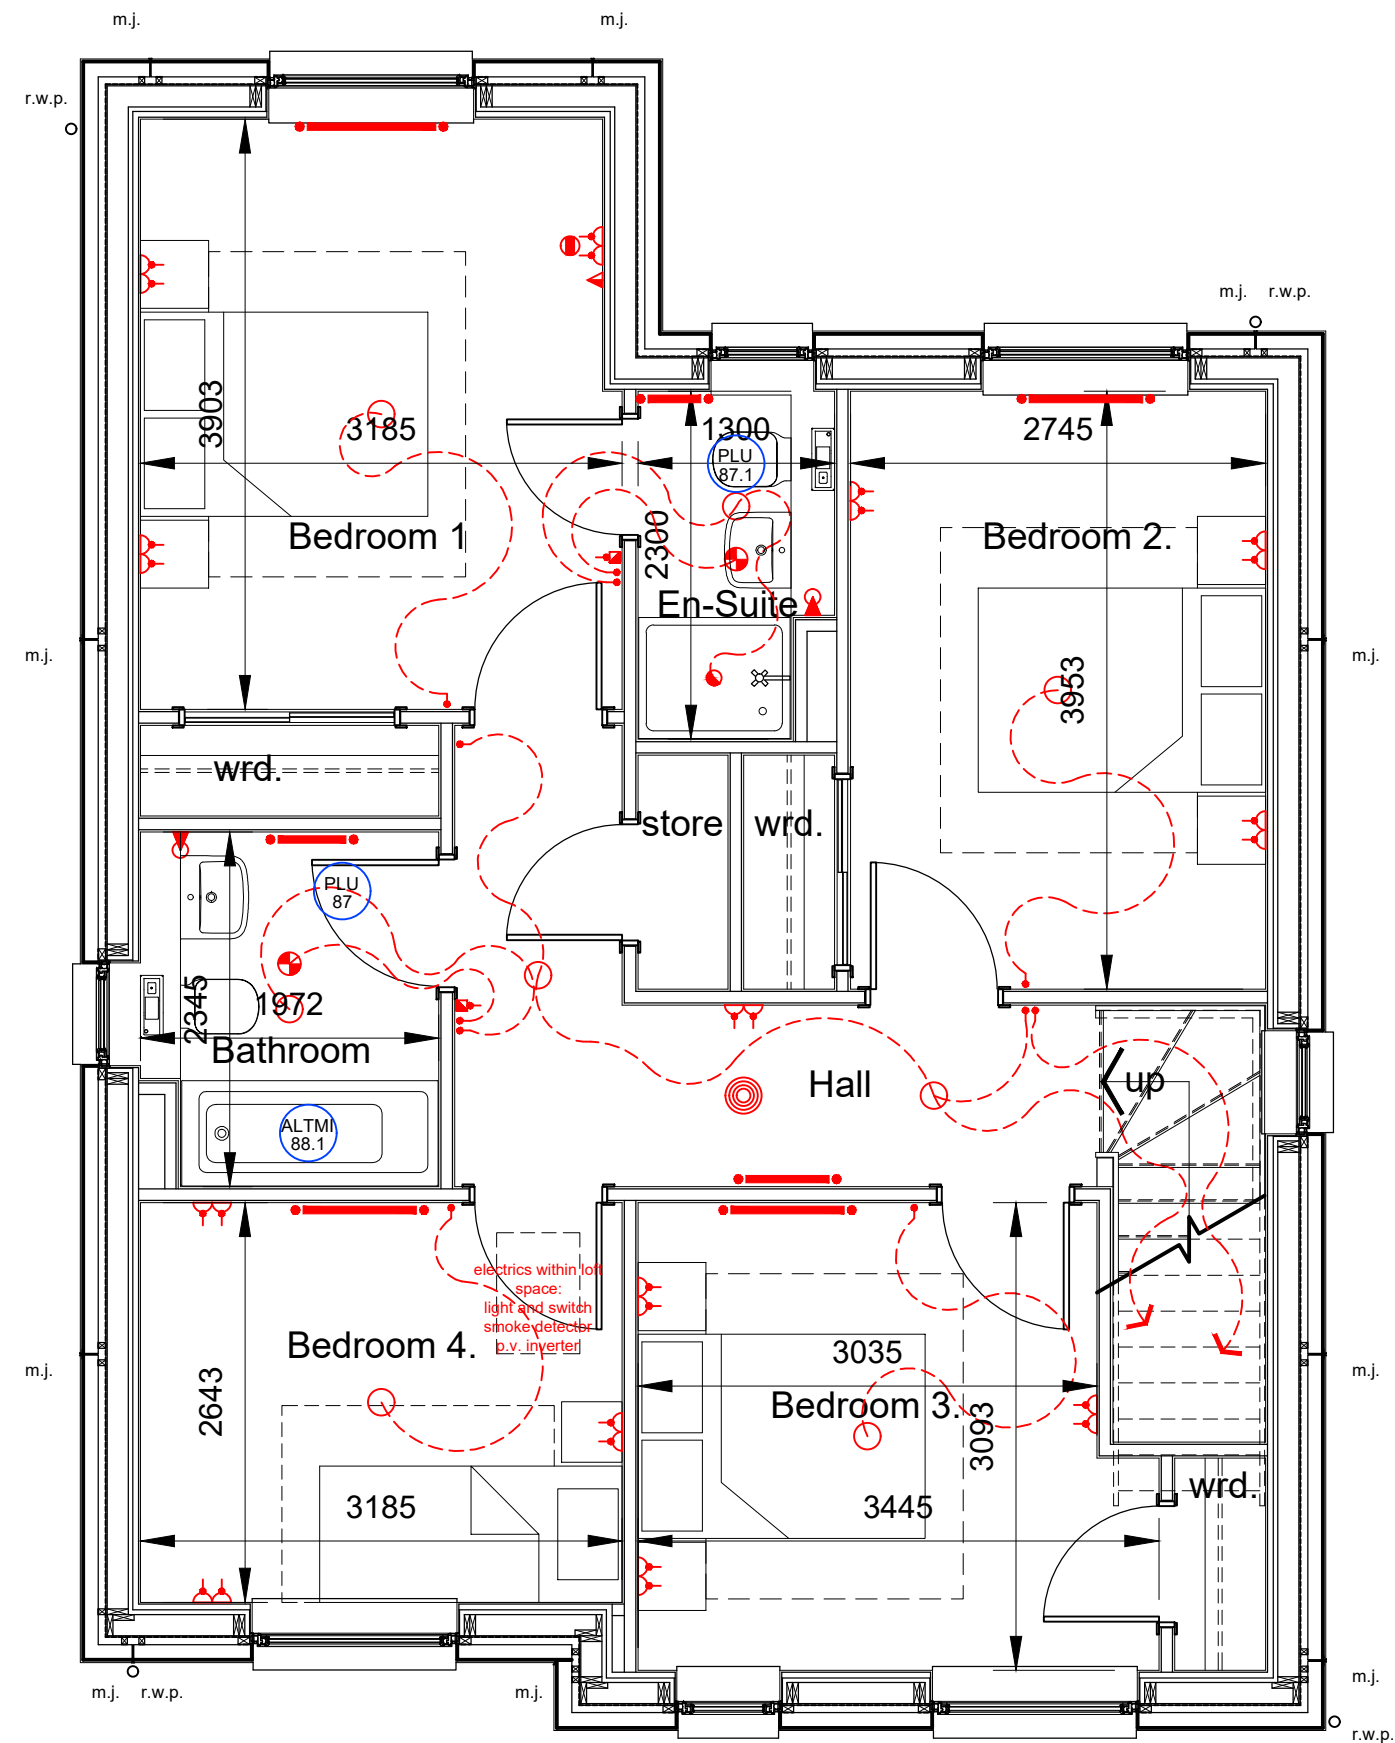 m.j.
m.j.
r.w.p.
m.j.
r.w.p.
3903
3185
1300
2745
PLU
87.1
Bedroom 1
2300
Bedroom 2.
En-Suite
m.j.
3953
m.j.
wrd.
store
wrd.
PLU
87
2345
1972
Bathroom
Hall
up
ALTMI
88.1
electrics within loft
space:
light and switch
smoke detector
p.v. inverter
Bedroom 4.
3035
m.j.
2643
Bedroom 3.
3093
m.j.
3185
3445
wrd.
m.j.
r.w.p.
m.j.
m.j.
r.w.p.